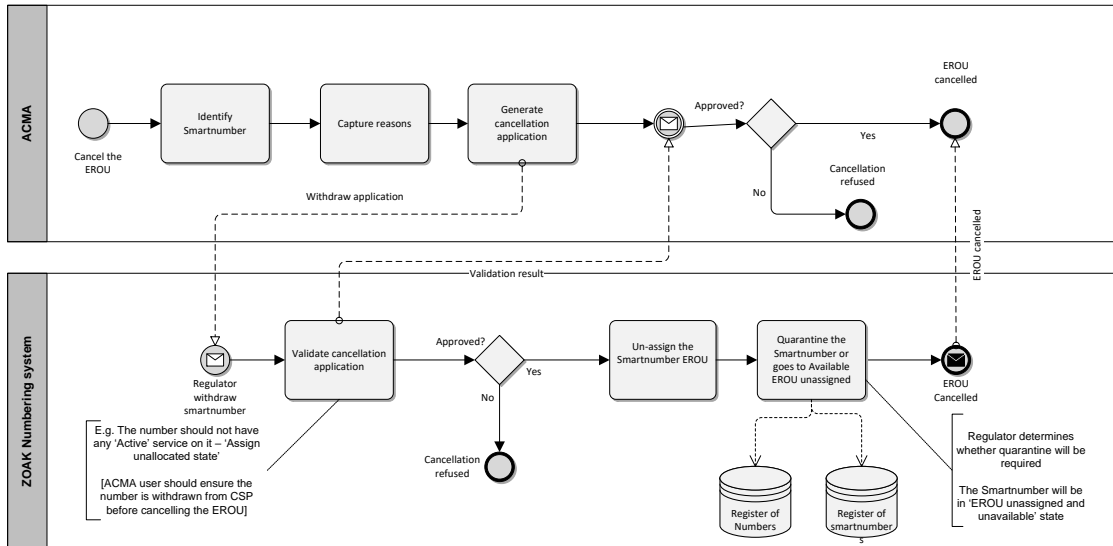 ACMA
Cancel the
EROU
Identify
Smartnumber
Capture reasons
Generate
cancellation
application
Approved?
Yes
No
EROU
cancelled
Cancellation
refused
Withdraw application
Validation result
EROU cancelled
ZOAK Numbering system
Regulator
withdraw
smartnumber
Validate cancellation
application
Approved?
Yes
No
Cancellation
refused
Un-assign the
Smartnumber EROU
Quarantine the
Smartnumber or
goes to Available
EROU unassigned
EROU
Cancelled
E.g. The number should not have
any ‘Active’ service on it – ‘Assign
unallocated state’
[ACMA user should ensure the
number is withdrawn from CSP
before cancelling the EROU]
Register of
Numbers
Register of
smartnumber
s
Regulator determines
whether quarantine will be
required
The Smartnumber will be
in ‘EROU unassigned and
unavailable’ state